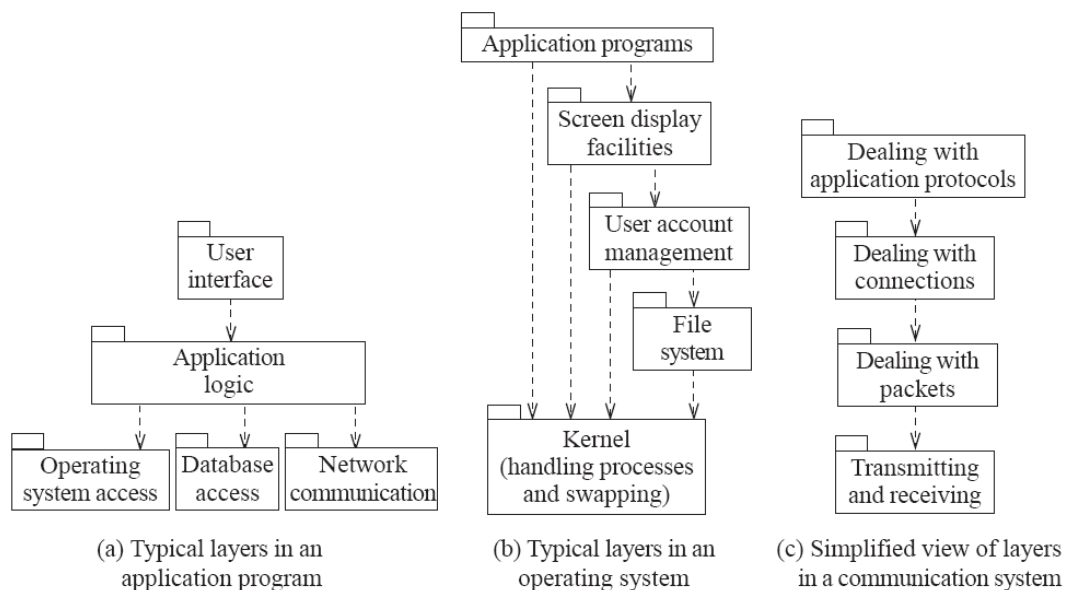 User
interface
Application
logic
Operating
system access
Database
access
Network
communication
(a) Typical layers in an
application program
Application programs
Screen display
facilities
User account
management
File
system
Kernel
(handling processes
and swapping)
(b) Typical layers in an
operating system
Dealing with
application protocols
Dealing with
connections
Dealing with
packets
Transmitting
and receiving
(c) Simplified view of layers
in a communication system